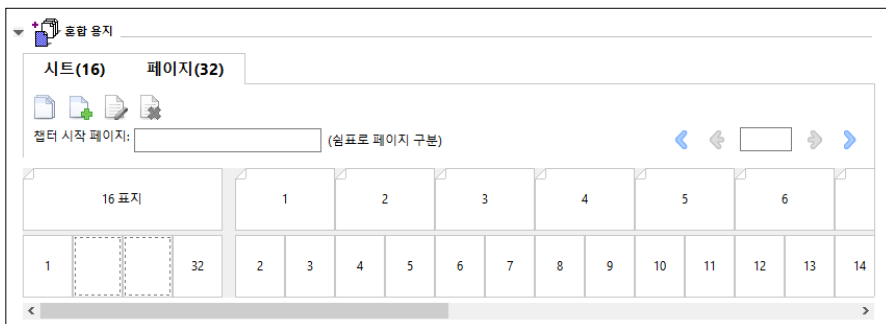 혼합 용지
시트(16) 페이지(32)
챕터 시작 페이지: (쉼표로 페이지 구분)
16 표지 1 2 3 4 5 6
1 32 2 3 4 5 6 7 8 9 10 11 12 13 14